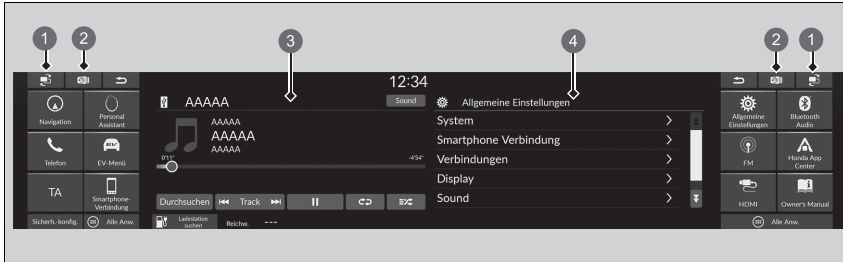 1
2
3
4
2
1
12:34
Navigation
Personal
Assistant
Telefon
EV-Menü
TA
Smartphone-
Verbindung
Sicherh.-konfig.
Alle Anw.
AAAAA
Sound
AAAAA
AAAAA
AAAAA
0'11"
-4'54"
Durchsuchen
Track
Ladestation
suchen
Reichw.
---
Allgemeine Einstellungen
System
Smartphone Verbindung
Verbindungen
Display
Sound
Allgemeine
Einstellungen
Bluetooth
Audio
FM
Honda App
Center
HDMI
Owner's Manual
Alle Anw.